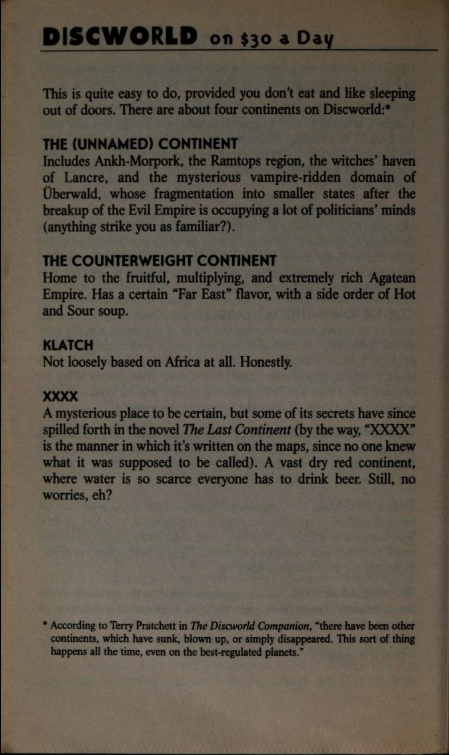 DISCWORLD on $30 a Day
This is quite easy to do, provided you don't eat and like sleeping
out of doors. There are about four continents on Discworld:*
THE (UNNAMED) CONTINENT
Includes Ankh-Morpork, the Ramtops region, the witches' haven
of Lancre, and the mysterious vampire-ridden domain of
Überwald, whose fragmentation into smaller states after the
breakup of the Evil Empire is occupying a lot of politicians' minds
(anything strike you as familiar?).
THE COUNTERWEIGHT CONTINENT
Home to the fruitful, multiplying, and extremely rich Agatean
Empire. Has a certain "Far East" flavor, with a side order of Hot
and Sour soup.
KLATCH
Not loosely based on Africa at all. Honestly.
XXXX
A mysterious place to be certain, but some of its secrets have since
spilled forth in the novel The Last Continent (by the way, "XXXX"
is the manner in which it's written on the maps, since no one knew
what it was supposed to be called). A vast dry red continent,
where water is so scarce everyone has to drink beer. Still, no
worries, eh?
* According to Terry Pratchett in The Discworld Companion, "there have been other
continents, which have sunk, blown up, or simply disappeared. This sort of thing
happens all the time, even on the best-regulated planets."